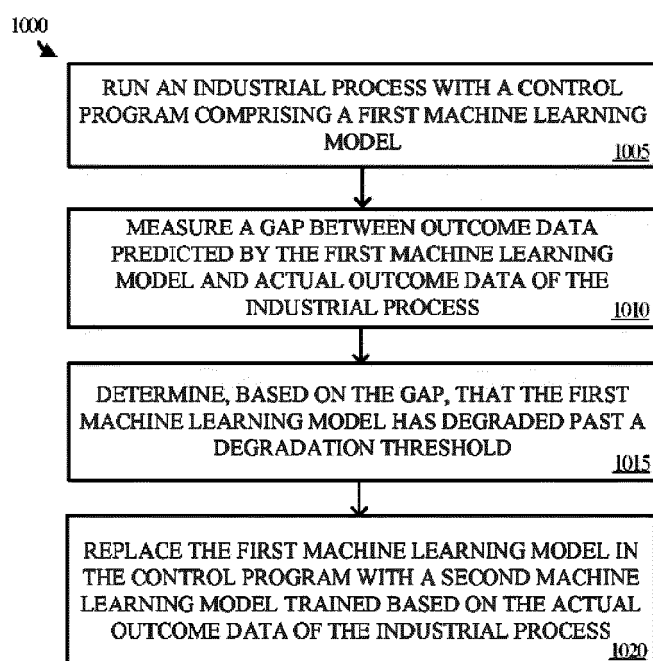 1000
RUN AN INDUSTRIAL PROCESS WITH A CONTROL
PROGRAM COMPRISING A FIRST MACHINE LEARNING
MODEL
1005
MEASURE A GAP BETWEEN OUTCOME DATA
PREDICTED BY THE FIRST MACHINE LEARNING
MODEL AND ACTUAL OUTCOME DATA OF THE
INDUSTRIAL PROCESS
1010
DETERMINE, BASED ON THE GAP, THAT THE FIRST
MACHINE LEARNING MODEL HAS DEGRADED PAST A
DEGRADATION THRESHOLD
1015
REPLACE THE FIRST MACHINE LEARNING MODEL IN
THE CONTROL PROGRAM WITH A SECOND MACHINE
LEARNING MODEL TRAINED BASED ON THE ACTUAL
OUTCOME DATA OF THE INDUSTRIAL PROCESS
1020